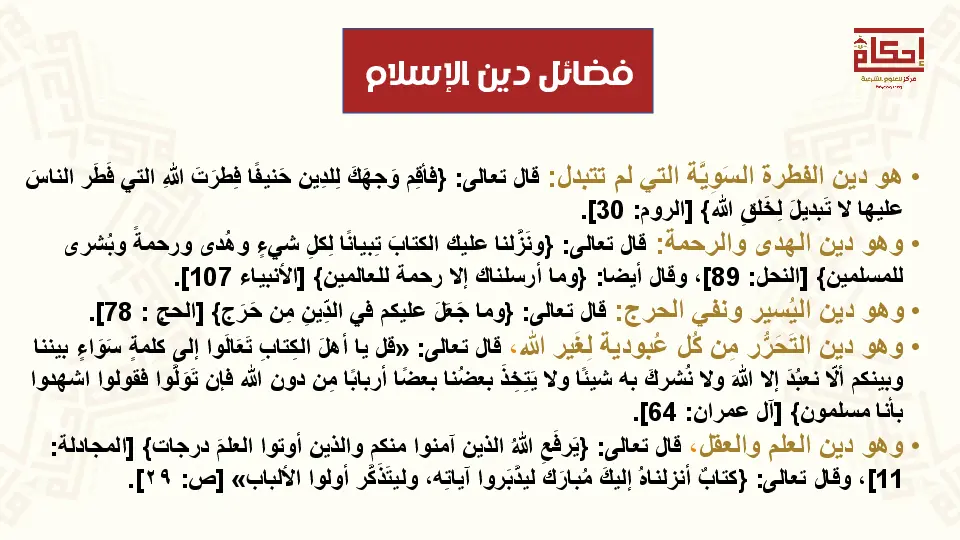 إحكام
مركز للعلوم الشرعية
فضائل دين الإسلام
• هو دين الفطرة السَوِيَّة التي لم تتبدل: قال تعالى: {فأقِم وَجهَكَ لِلدِين حَنيفًا فِطرَتَ اللهِ التي فَطَر الناسَ
عليها لا تَبديلَ لِخَلقِ الله} [الروم: 30].
• وهو دين الهدى والرحمة: قال تعالى: {ونَزَّلنا عليك الكتابَ تِبيانًا لِكلِ شيءٍ وهُدى ورحمةً وبُشرى
للمسلمين} [النحل: 89]، وقال أيضا: {وما أرسلناك إلا رحمة للعالمين} [الأنبياء 107].
• وهو دين اليُسير ونفي الحرج: قال تعالى: {وما جَعَلَ عليكم في الدِّينِ مِن حَرَج} [الحج : 78].
• وهو دين التَحَرُّر مِن كُل عُبودية لِغَير الله، قال تعالى: «قل يا أهلَ الكِتابِ تَعَالَوا إلى كلمةٍ سَوَاءٍ بيننا
وبينكم ألّا نعبُدَ إلا اللهَ ولا نُشركَ به شيئًا ولا يَتِخِذَ بعضُنا بعضًا أربابًا مِن دون الله فإن تَوَلَّوا فقولوا اشهدوا
بأنا مسلمون} [آل عمران: 64].
• وهو دين العلم والعقل، قال تعالى: {يَرفَعِ اللهُ الذين آمنوا منكم والذين أوتوا العلمَ درجات} [المجادلة:
11]، وقال تعالى: {كتابٌ أنزلناهُ إليكَ مُبارَك ليدَّبَروا آياتِه، وليتَذَكَّر أولوا الألباب» [ص: ٢٩].